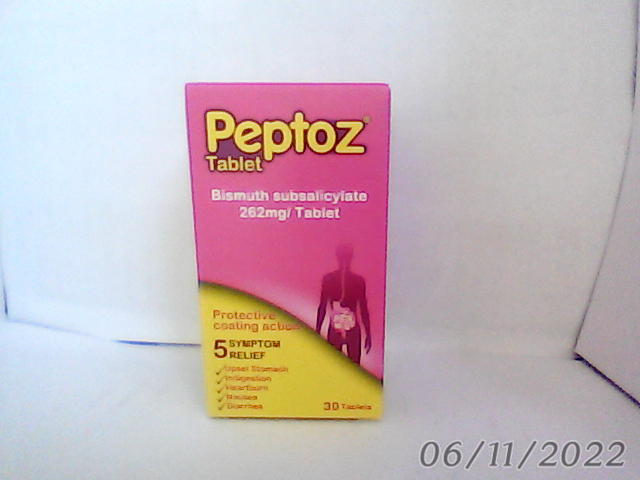 Peptoz®
Tablet
Bismuth subsalicylate
262mg/ Tablet
Protective
coating action
5 SYMPTOM
RELIEF
Upset Stomach
Indigestion
Heartburn
Nausea
Diarrhea
30 Tablets
06/11/2022